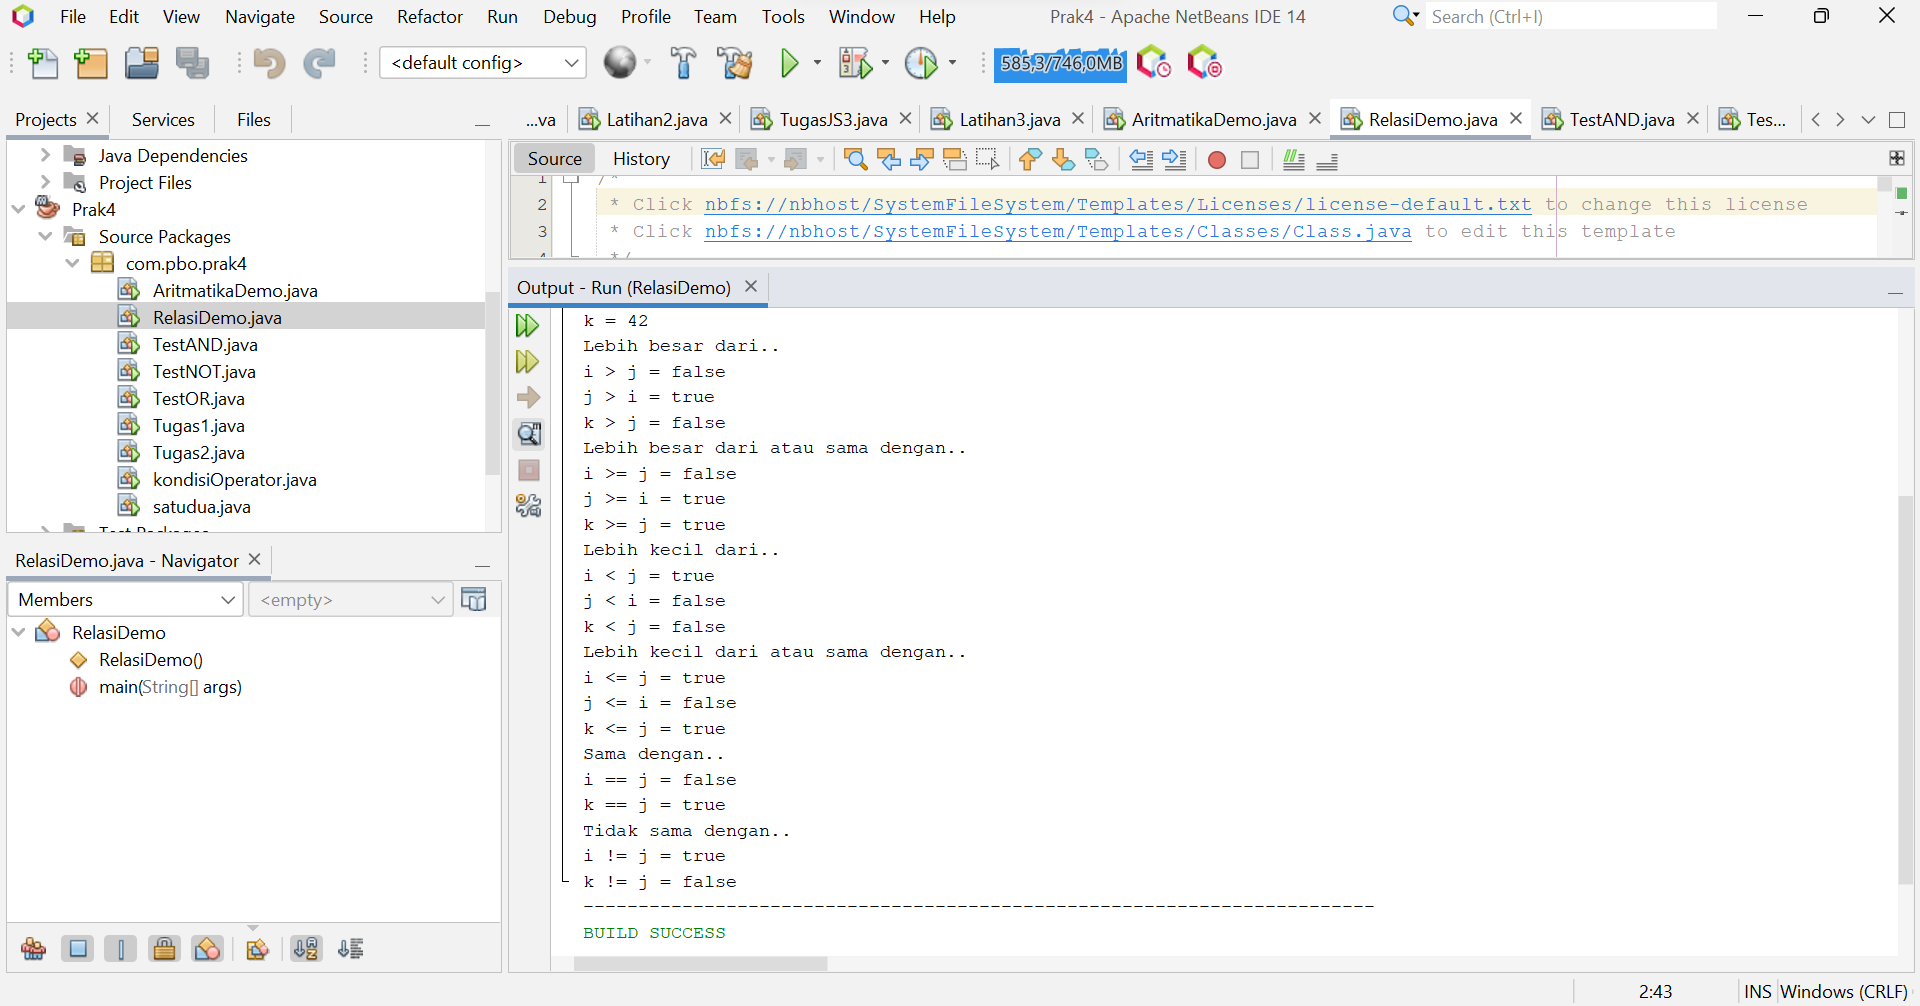 File Edit View Navigate Source Refactor Run Debug Profile Team Tools Window Help
Prak4 - Apache NetBeans IDE 14
Search (Ctrl+I)
<default config>
585,3/746,0MB
Projects Services Files
...va Latihan2.java TugasJS3.java Latihan3.java AritmatikaDemo.java RelasiDemo.java TestAND.java Tes...
Java Dependencies
Project Files
Prak4
Source Packages
com.pbo.prak4
AritmatikaDemo.java
RelasiDemo.java
TestAND.java
TestNOT.java
TestOR.java
Tugas1.java
Tugas2.java
kondisiOperator.java
satudua.java
Test Packages
RelasiDemo.java - Navigator
Members <empty>
RelasiDemo
RelasiDemo()
main(String[] args)
Source History
1 /*
2 * Click nbfs://nbhost/SystemFileSystem/Templates/Licenses/license-default.txt to change this license
3 * Click nbfs://nbhost/SystemFileSystem/Templates/Classes/Class.java to edit this template
4 */
Output - Run (RelasiDemo)
k = 42
Lebih besar dari..
i > j = false
j > i = true
k > j = false
Lebih besar dari atau sama dengan..
i >= j = false
j >= i = true
k >= j = true
Lebih kecil dari..
i < j = true
j < i = false
k < j = false
Lebih kecil dari atau sama dengan..
i <= j = true
j <= i = false
k <= j = true
Sama dengan..
i == j = false
k == j = true
Tidak sama dengan..
i != j = true
k != j = false
------------------------------------------------------------------------
BUILD SUCCESS
2:43 INS Windows (CRLF)